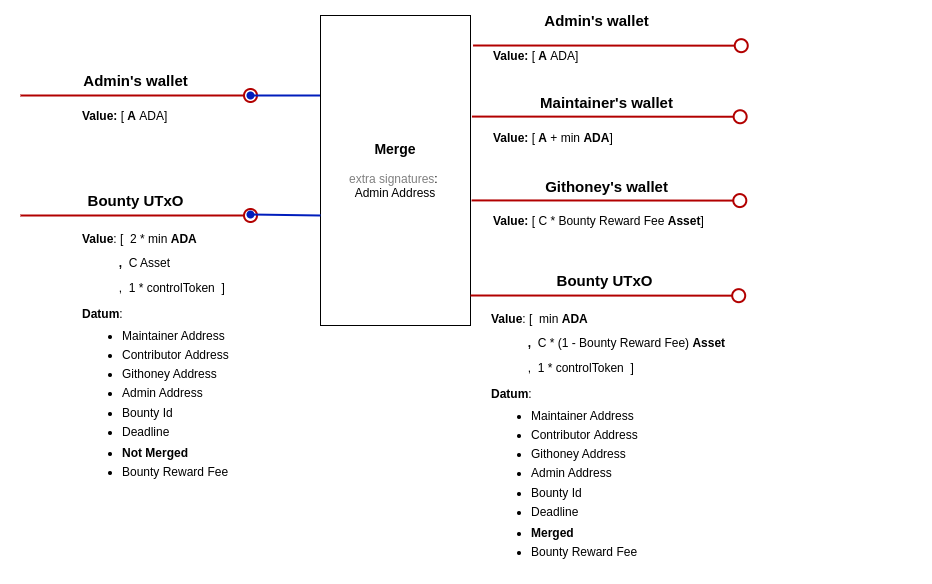 Admin's wallet
Value: [ A ADA]
Bounty UTxO
Value: [ 2 * min ADA
, C Asset
, 1 * controlToken ]
Datum:
• Maintainer Address
• Contributor Address
• Githoney Address
• Admin Address
• Bounty Id
• Deadline
• Not Merged
• Bounty Reward Fee
Merge
extra signatures:
Admin Address
Admin's wallet
Value: [ A ADA]
Maintainer's wallet
Value: [ A + min ADA]
Githoney's wallet
Value: [ C * Bounty Reward Fee Asset]
Bounty UTxO
Value: [ min ADA
, C * (1 - Bounty Reward Fee) Asset
, 1 * controlToken ]
Datum:
• Maintainer Address
• Contributor Address
• Githoney Address
• Admin Address
• Bounty Id
• Deadline
• Merged
• Bounty Reward Fee